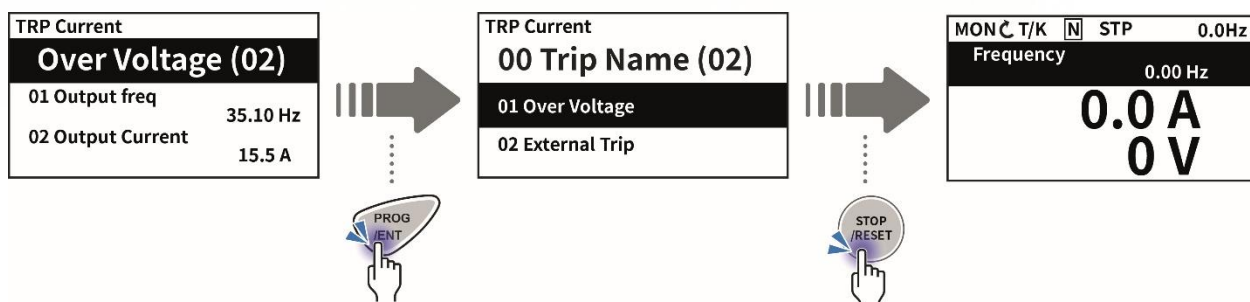 TRP Current
Over Voltage (02)
01 Output freq
35.10 Hz
02 Output Current
15.5 A
PROG
/ENT
TRP Current
00 Trip Name (02)
01 Over Voltage
02 External Trip
STOP
/RESET
MON T/K N STP 0.0Hz
Frequency
0.00 Hz
0.0 A
0 V